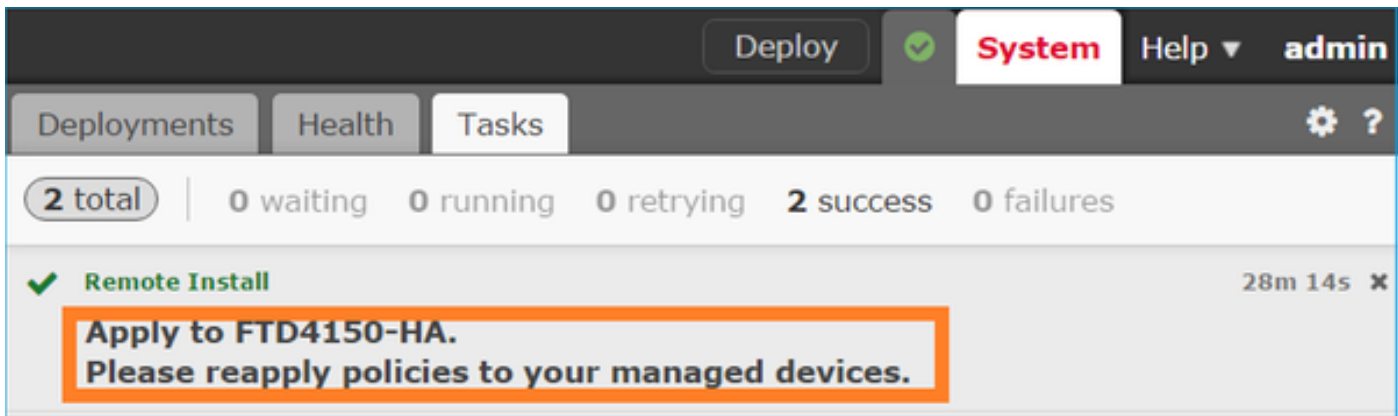 Deploy System Help admin
Deployments Health Tasks ?
2 total 0 waiting 0 running 0 retrying 2 success 0 failures
Remote Install 28m 14s
Apply to FTD4150-HA.
Please reapply policies to your managed devices.